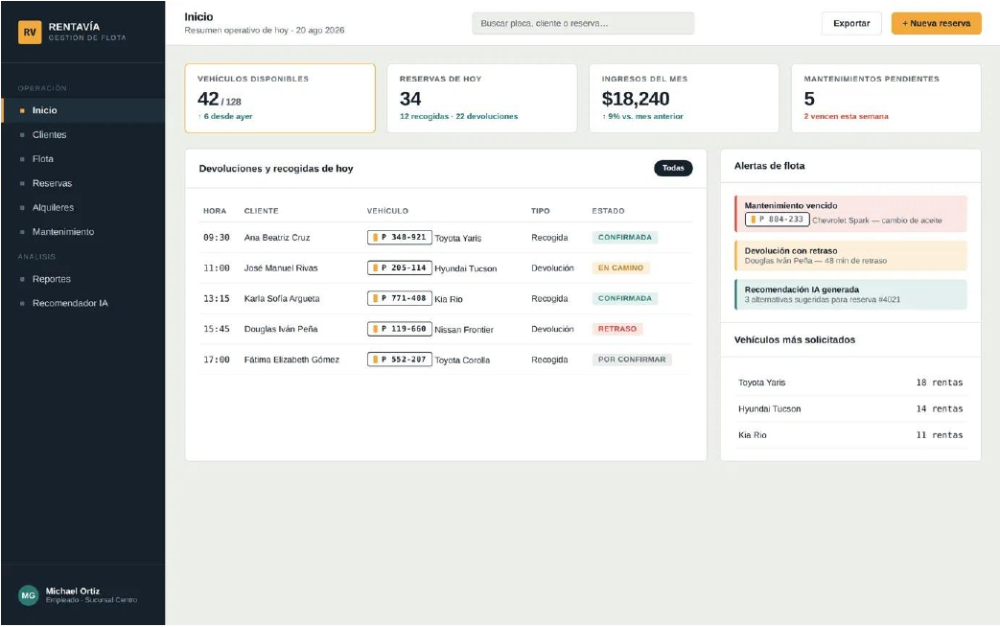 RV
RENTAVÍA
GESTIÓN DE FLOTA
OPERACIÓN
Inicio
Clientes
Flota
Reservas
Alquileres
Mantenimiento
ANÁLISIS
Reportes
Recomendador IA
MG
Michael Ortiz
Empleado · Sucursal Centro
Inicio
Resumen operativo de hoy · 20 ago 2026
Buscar placa, cliente o reserva…
Exportar
+ Nueva reserva
VEHÍCULOS DISPONIBLES
42 / 128
↑ 6 desde ayer
RESERVAS DE HOY
34
12 recogidas · 22 devoluciones
INGRESOS DEL MES
$18,240
↑ 9% vs. mes anterior
MANTENIMIENTOS PENDIENTES
5
2 vencen esta semana
Devoluciones y recogidas de hoy
Todas
HORA CLIENTE VEHÍCULO TIPO ESTADO
09:30 Ana Beatriz Cruz P 348-921 Toyota Yaris Recogida CONFIRMADA
11:00 José Manuel Rivas P 205-114 Hyundai Tucson Devolución EN CAMINO
13:15 Karla Sofía Argueta P 771-408 Kia Rio Recogida CONFIRMADA
15:45 Douglas Iván Peña P 119-660 Nissan Frontier Devolución RETRASO
17:00 Fátima Elizabeth Gómez P 552-207 Toyota Corolla Recogida POR CONFIRMAR
Alertas de flota
Mantenimiento vencido
P 884-233 Chevrolet Spark — cambio de aceite
Devolución con retraso
Douglas Iván Peña — 48 min de retraso
Recomendación IA generada
3 alternativas sugeridas para reserva #4021
Vehículos más solicitados
Toyota Yaris 18 rentas
Hyundai Tucson 14 rentas
Kia Rio 11 rentas